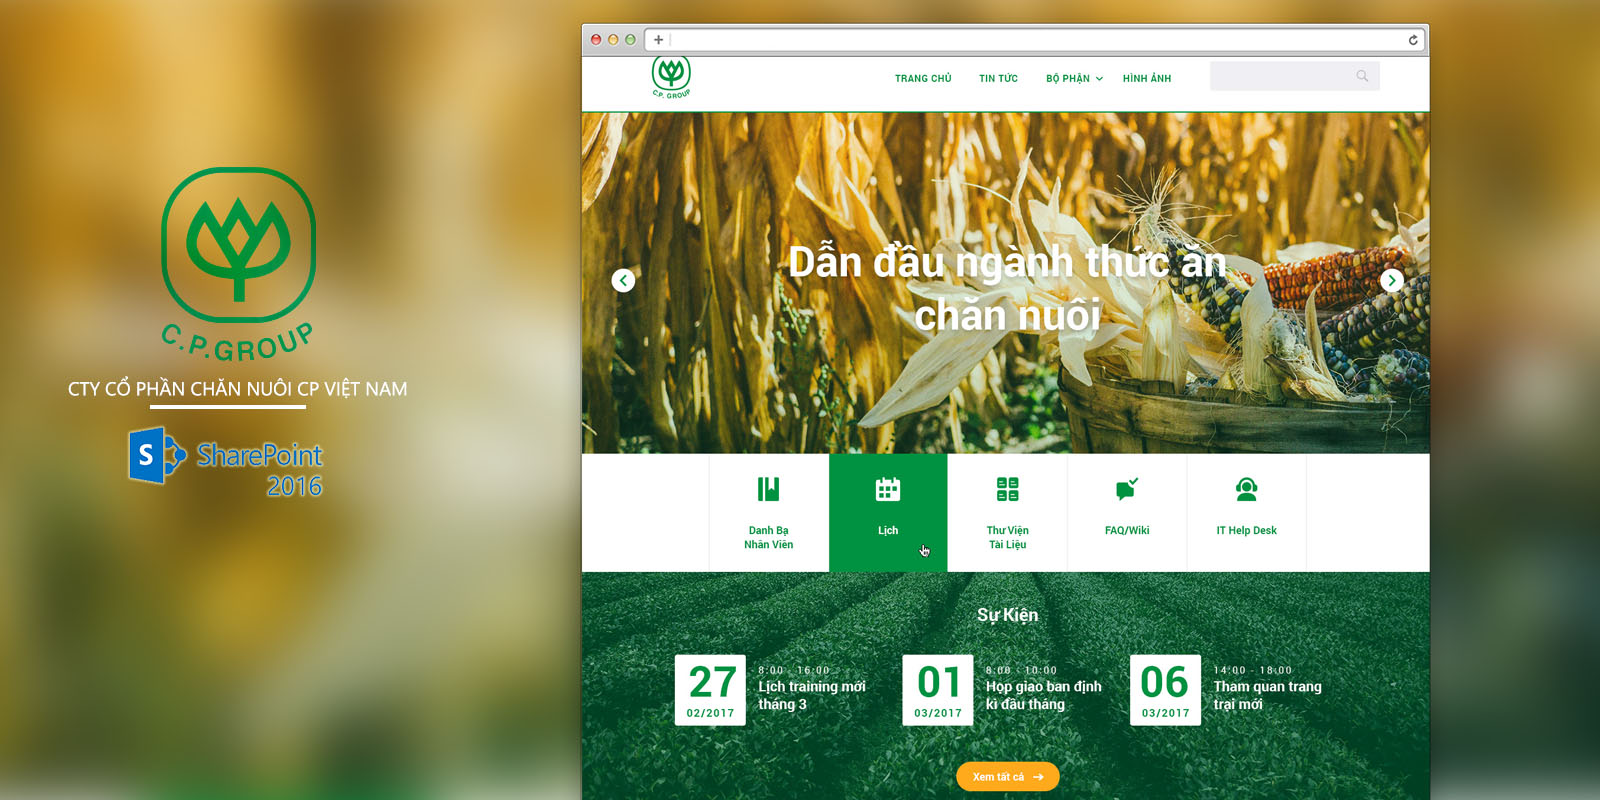 C.P.GROUP
CTY CỔ PHẦN CHĂN NUÔI CP VIỆT NAM
S
SharePoint
2016
C.P. GROUP
TRANG CHỦ
TIN TỨC
BỘ PHẬN
HÌNH ẢNH
Dẫn đầu ngành thức ăn
chăn nuôi
Danh Bạ
Nhân Viên
Lịch
Thư Viện
Tài Liệu
FAQ/Wiki
IT Help Desk
Sự Kiện
27
02/2017
8:00 - 16:00
Lịch training mới
tháng 3
01
03/2017
8:00 - 10:00
Họp giao ban định
kì đầu tháng
06
03/2017
14:00 - 18:00
Tham quan trang
trại mới
Xem tất cả